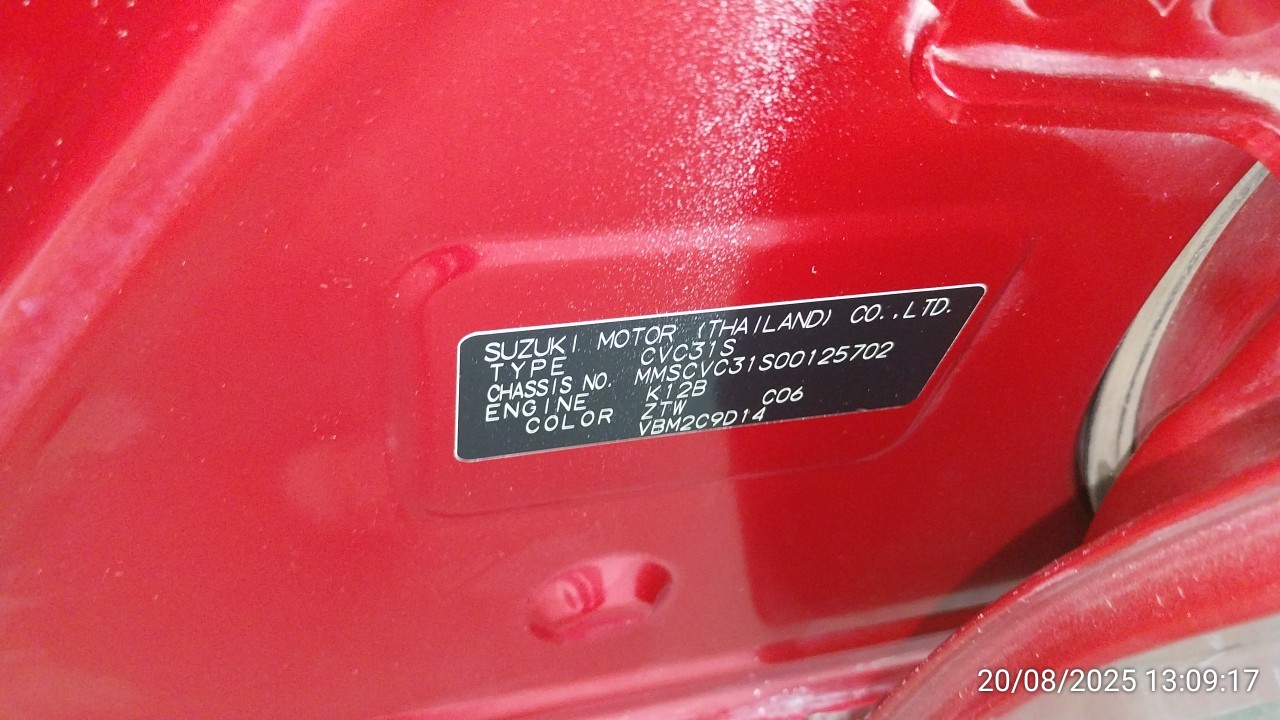 SUZUKI MOTOR (THAILAND) CO.,LTD.
TYPE CVC31S
CHASSIS NO. MMSCVC31S00125702
ENGINE K12B
COLOR ZTW C06
VBM2C9D14
20/08/2025 13:09:17